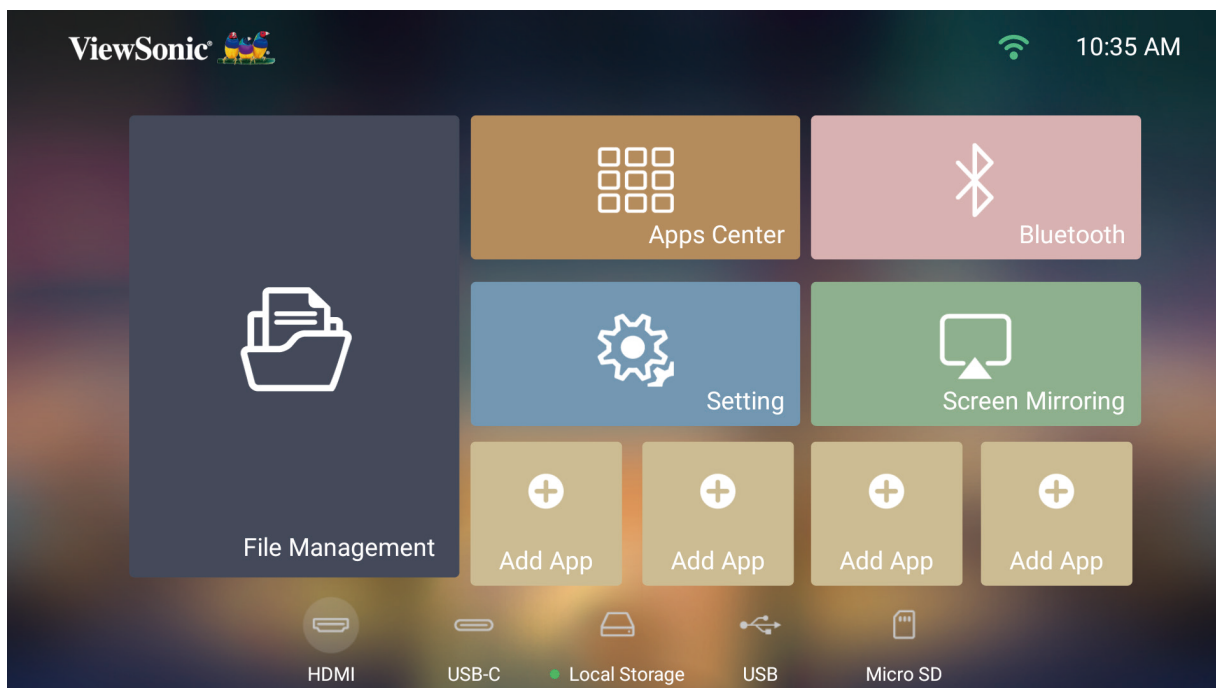 ViewSonic®
10:35 AM
Apps Center
Bluetooth
Setting
Screen Mirroring
File Management
Add App
Add App
Add App
Add App
HDMI
USB-C
Local Storage
USB
Micro SD